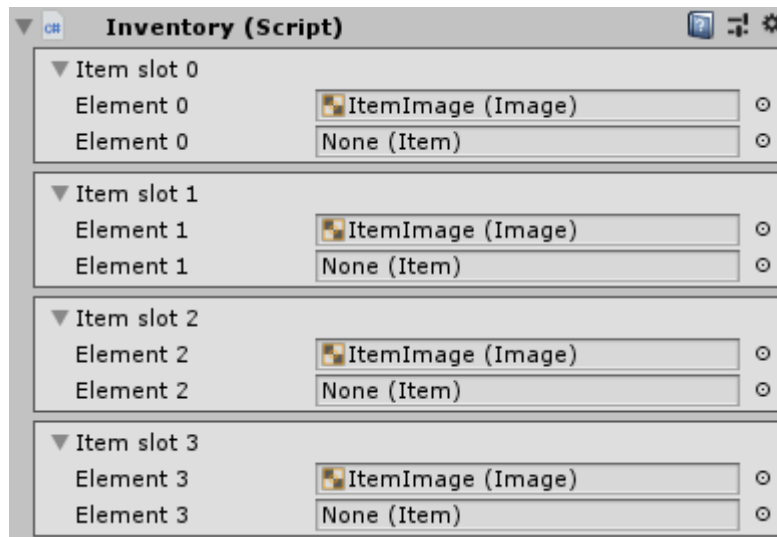 c# Inventory (Script)
Item slot 0
Element 0 ItemImage (Image)
Element 0 None (Item)
Item slot 1
Element 1 ItemImage (Image)
Element 1 None (Item)
Item slot 2
Element 2 ItemImage (Image)
Element 2 None (Item)
Item slot 3
Element 3 ItemImage (Image)
Element 3 None (Item)